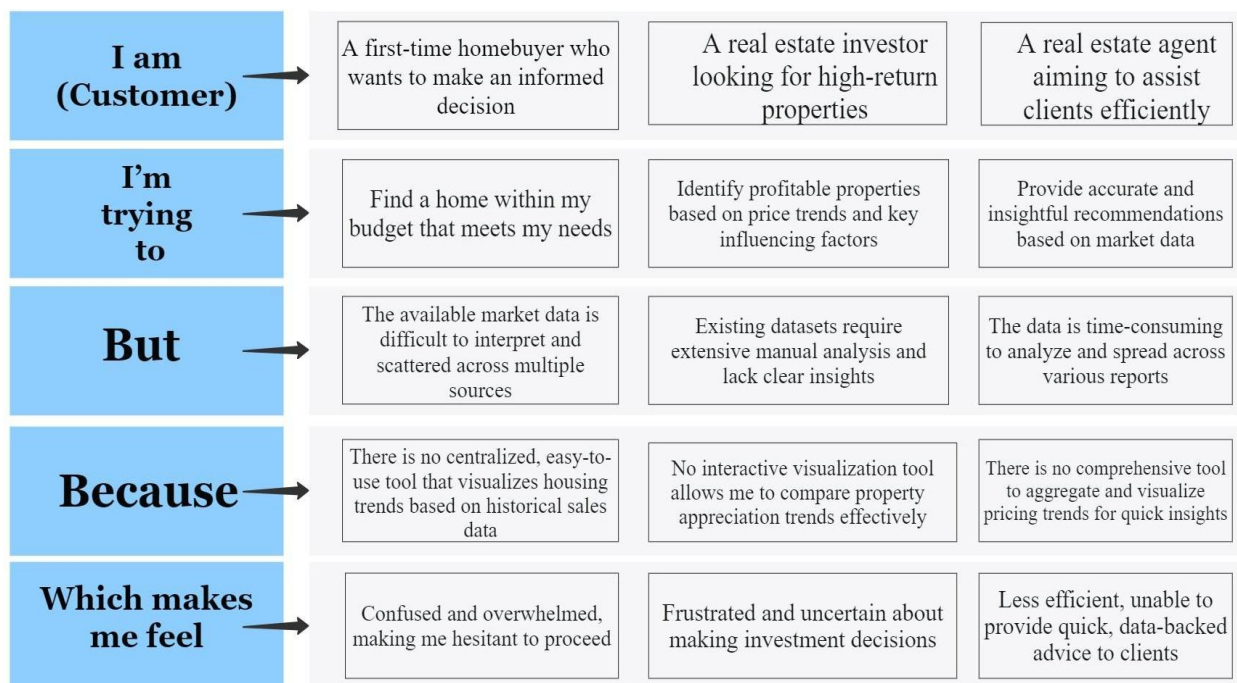 I am
(Customer)
A first-time homebuyer who
wants to make an informed
decision
A real estate investor
looking for high-return
properties
A real estate agent
aiming to assist
clients efficiently
I'm
trying
to
Find a home within my
budget that meets my needs
Identify profitable properties
based on price trends and key
influencing factors
Provide accurate and
insightful recommendations
based on market data
But
The available market data is
difficult to interpret and
scattered across multiple
sources
Existing datasets require
extensive manual analysis and
lack clear insights
The data is time-consuming
to analyze and spread across
various reports
Because
There is no centralized, easy-to-
use tool that visualizes housing
trends based on historical sales
data
No interactive visualization tool
allows me to compare property
appreciation trends effectively
There is no comprehensive tool
to aggregate and visualize
pricing trends for quick insights
Which makes
me feel
Confused and overwhelmed,
making me hesitant to proceed
Frustrated and uncertain about
making investment decisions
Less efficient, unable to
provide quick, data-backed
advice to clients